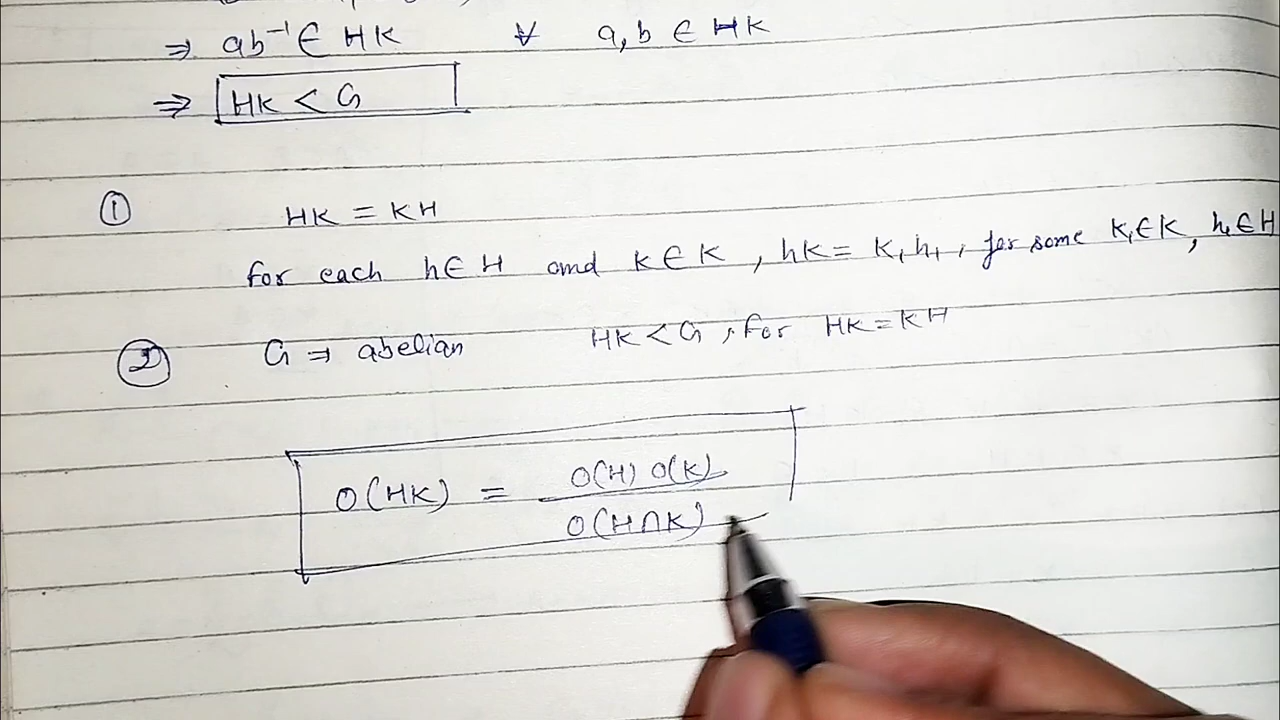 ⇒ ab⁻¹ ∈ HK ∀ a, b ∈ HK
⇒ HK < G
① HK = KH
for each h ∈ H and k ∈ K, hk = k₁h₁, for some k₁ ∈ K, h₁ ∈ H
② G ⇒ abelian HK < G, for HK = KH
O(HK) = O(H) O(K) / O(H∩K)